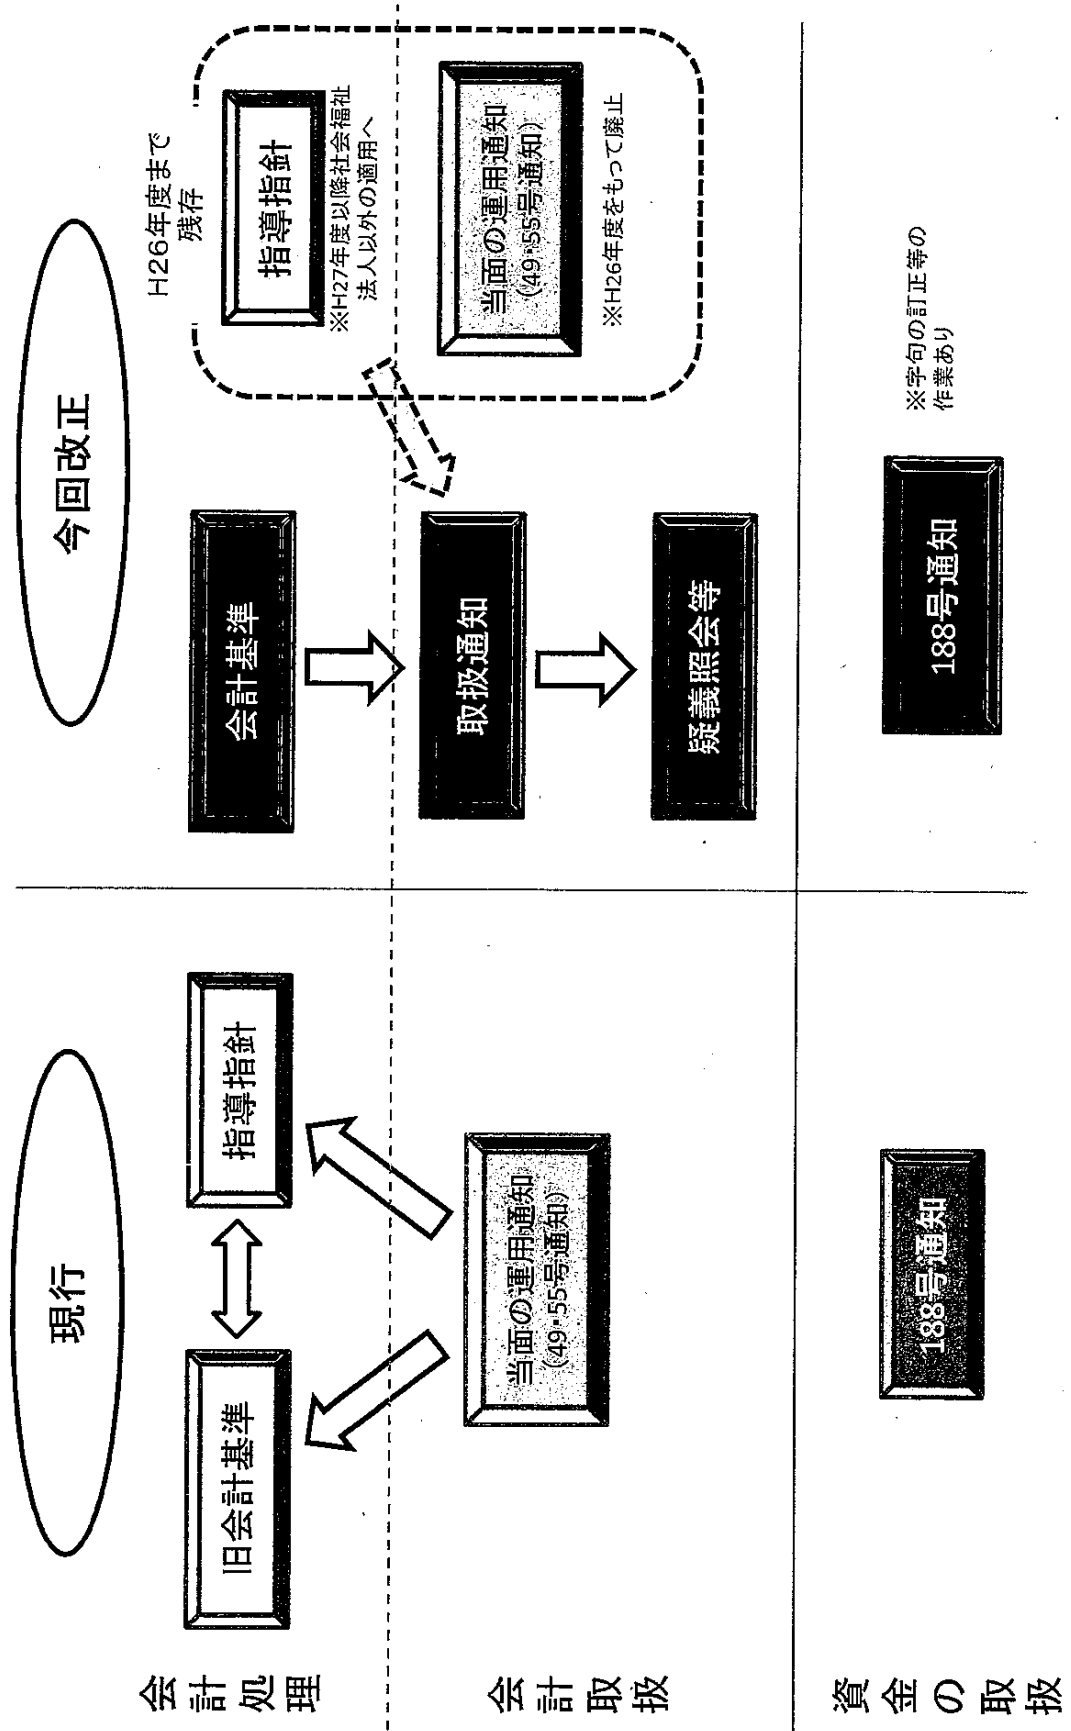 現行
今回改正
会計処理
旧会計基準
指導指針
会計基準
H26年度まで
残存
指導指針
※H27年度以降社会福祉
法人以外の適用へ
会計取扱
当面の運用通知
(49・55号通知)
取扱通知
疑義照会等
当面の運用通知
(49・55号通知)
※H26年度をもって廃止
資金の取扱
188号通知
188号通知
※字句の訂正等の
作業あり